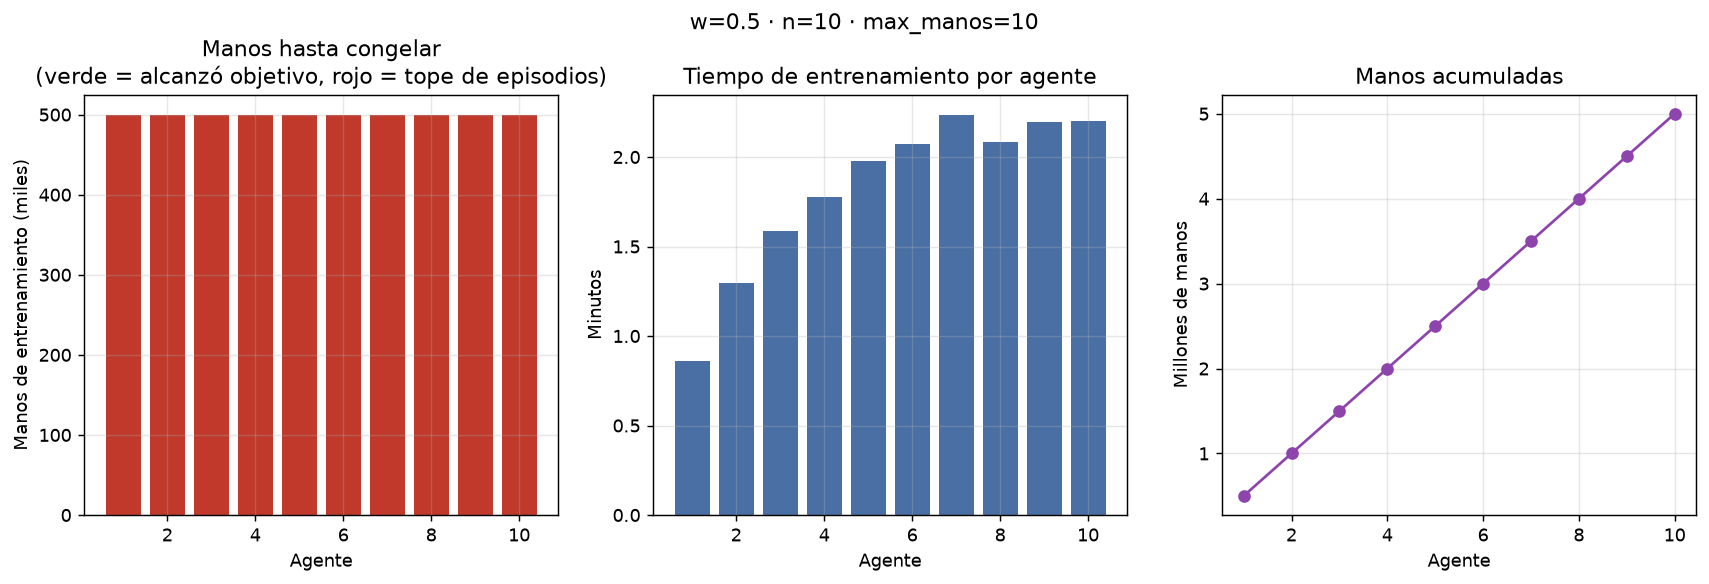 w=0.5 · n=10 · max_manos=10
Manos hasta congelar
(verde = alcanzó objetivo, rojo = tope de episodios)
Manos de entrenamiento (miles)
500
400
300
200
100
0
2
4
6
8
10
Agente
Tiempo de entrenamiento por agente
Minutos
2.0
1.5
1.0
0.5
0.0
2
4
6
8
10
Agente
Manos acumuladas
Millones de manos
5
4
3
2
1
2
4
6
8
10
Agente